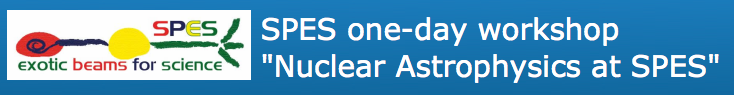 SPES
exotic beams for science
SPES one-day workshop
"Nuclear Astrophysics at SPES"